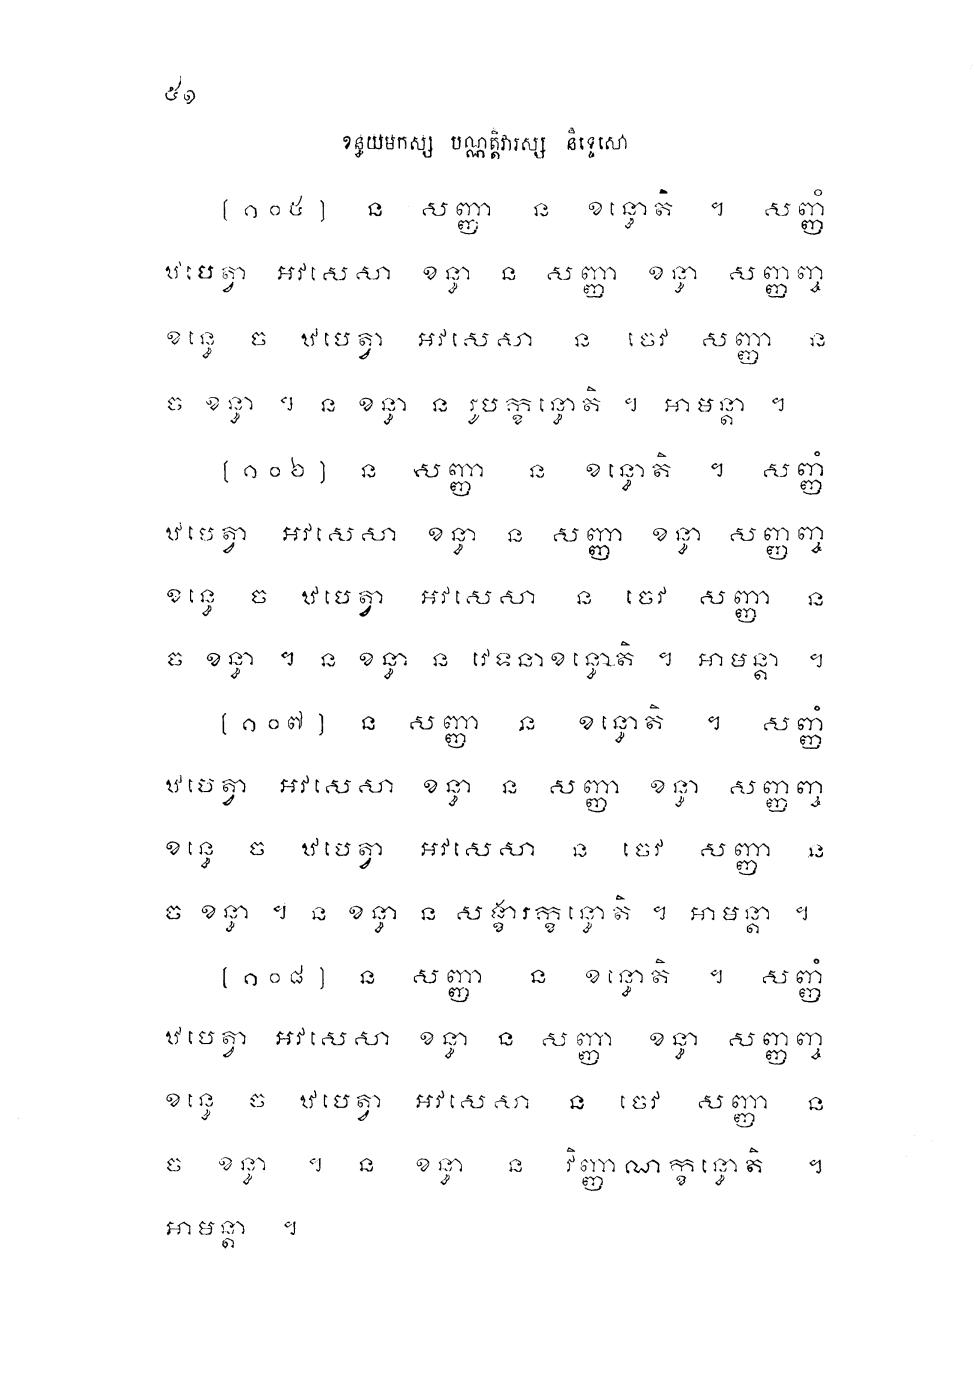 ៥១
ខន្ធយមកស្ស បណ្ណត្តិវារស្ស និទ្ទេសោ
[១០៥] ន សញ្ញា ន ខន្ធោតិ ។ សញ្ញំ
ឋបេត្វា អវសេសា ខន្ធា ន សញ្ញា ខន្ធា សញ្ញញ្ច
ខន្ធេ ច ឋបេត្វា អវសេសា ន ចេវ សញ្ញា ន
ច ខន្ធា ។ ន ខន្ធា ន រូបក្ខន្ធោតិ ។ អាមន្តា ។
[១០៦] ន សញ្ញា ន ខន្ធោតិ ។ សញ្ញំ
ឋបេត្វា អវសេសា ខន្ធា ន សញ្ញា ខន្ធា សញ្ញញ្ច
ខន្ធេ ច ឋបេត្វា អវសេសា ន ចេវ សញ្ញា ន
ច ខន្ធា ។ ន ខន្ធា ន វេទនាខន្ធោតិ ។ អាមន្តា ។
[១០៧] ន សញ្ញា ន ខន្ធោតិ ។ សញ្ញំ
ឋបេត្វា អវសេសា ខន្ធា ន សញ្ញា ខន្ធា សញ្ញញ្ច
ខន្ធេ ច ឋបេត្វា អវសេសា ន ចេវ សញ្ញា ន
ច ខន្ធា ។ ន ខន្ធា ន សង្ខារក្ខន្ធោតិ ។ អាមន្តា ។
[១០៨] ន សញ្ញា ន ខន្ធោតិ ។ សញ្ញំ
ឋបេត្វា អវសេសា ខន្ធា ន សញ្ញា ខន្ធា សញ្ញញ្ច
ខន្ធេ ច ឋបេត្វា អវសេសា ន ចេវ សញ្ញា ន
ច ខន្ធា ។ ន ខន្ធា ន វិញ្ញាណក្ខន្ធោតិ ។
អាមន្តា ។